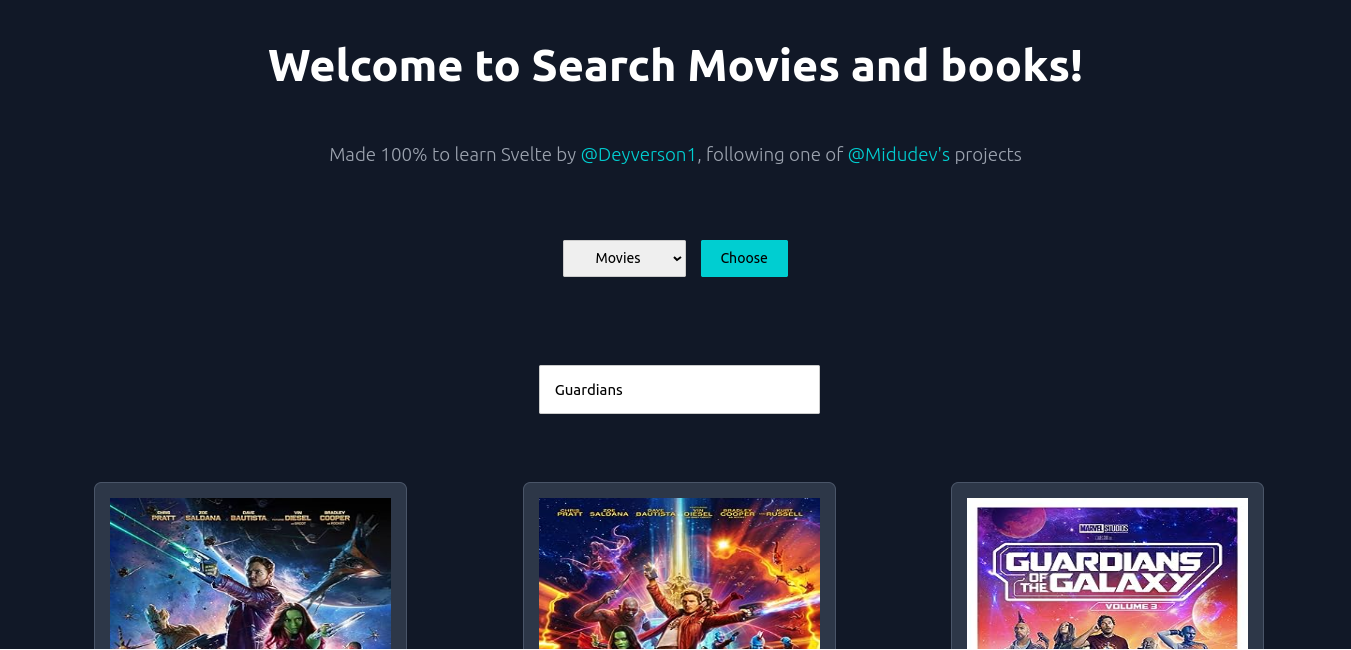 Welcome to Search Movies and books!
Made 100% to learn Svelte by @Deyverson1, following one of @Midudev's projects
Movies
Choose
Guardians
CHRIS PRATT ZOE SALDANA DAVE BAUTISTA VIN DIESEL BRADLEY COOPER
CHRIS PRATT ZOE SALDANA DAVE BAUTISTA VIN DIESEL BRADLEY COOPER KURT RUSSELL
MARVEL STUDIOS
GUARDIANS
OF THE GALAXY
VOLUME 3